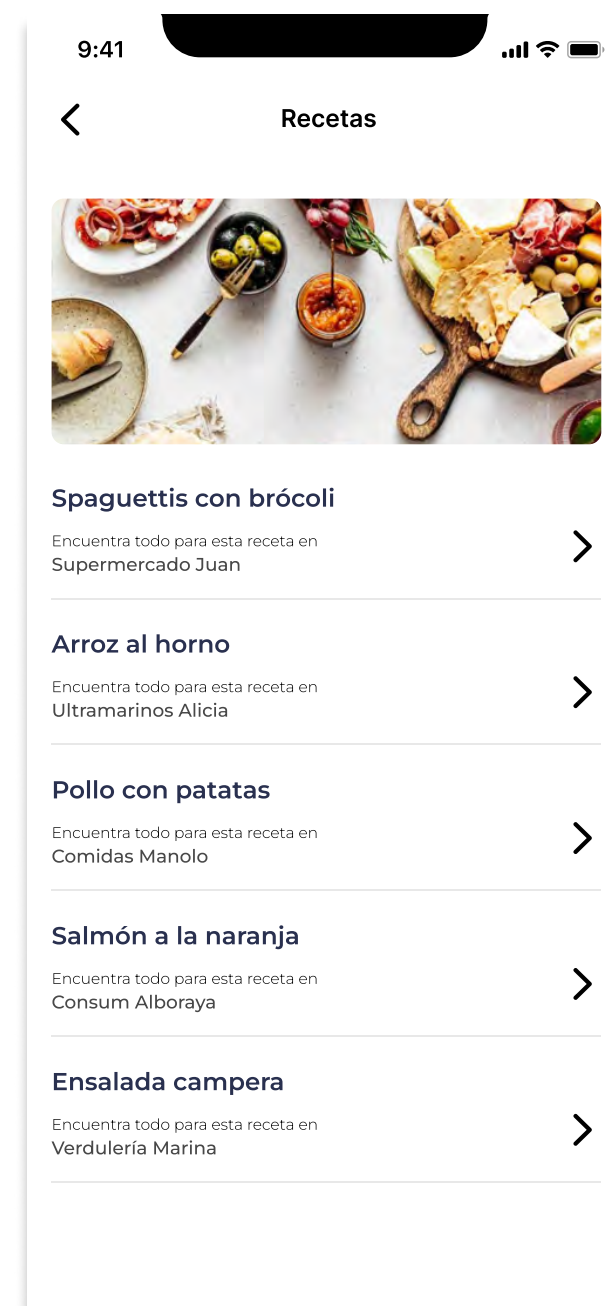 9:41
Recetas
Spaguettis con brócoli
Encuentra todo para esta receta en
Supermercado Juan
Arroz al horno
Encuentra todo para esta receta en
Ultramarinos Alicia
Pollo con patatas
Encuentra todo para esta receta en
Comidas Manolo
Salmón a la naranja
Encuentra todo para esta receta en
Consum Alboraya
Ensalada campera
Encuentra todo para esta receta en
Verdulería Marina